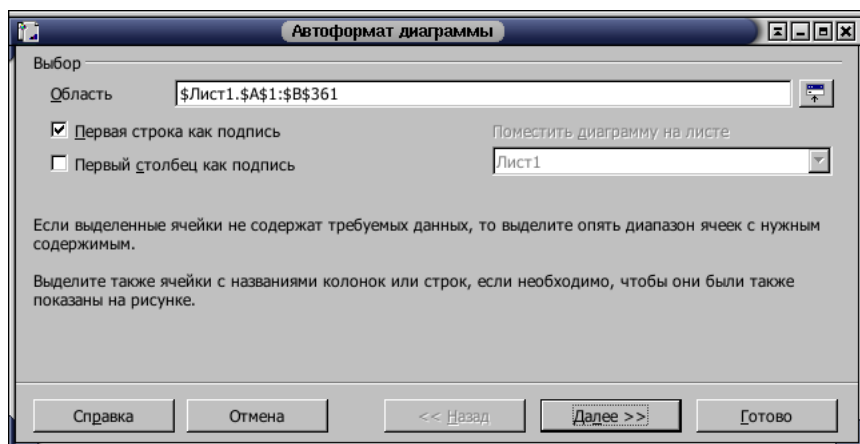 Автоформат диаграммы
Выбор
Область $Лист1.$A$1:$B$361
Первая строка как подпись
Поместить диаграмму на листе
Первый столбец как подпись
Лист1
Если выделенные ячейки не содержат требуемых данных, то выделите опять диапазон ячеек с нужным
содержимым.
Выделите также ячейки с названиями колонок или строк, если необходимо, чтобы они были также
показаны на рисунке.
Справка Отмена << Назад Далее >> Готово